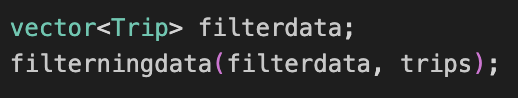 vector<Trip> filterdata;
filterningdata(filterdata, trips);